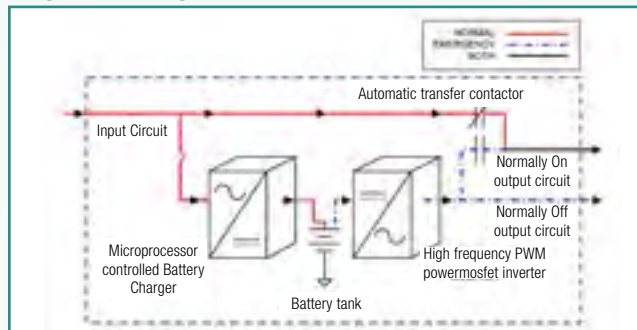 NORMAL
EMERGENCY
BOTH
Automatic transfer contactor
Input Circuit
Normally On
output circuit
Normally Off
output circuit
Microprocessor
controlled Battery
Charger
High frequency PWM
powermosfet inverter
Battery tank